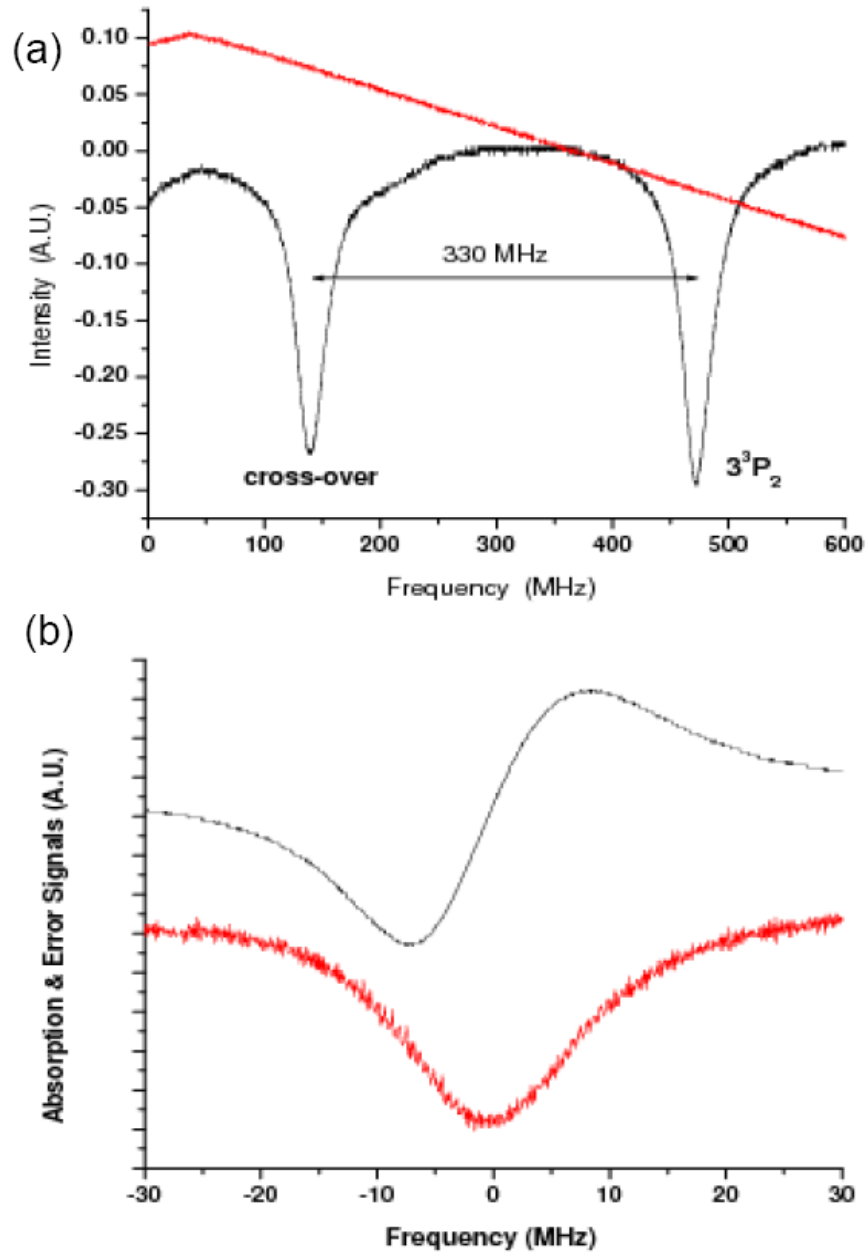 (a)
0.10
0.05
0.00
-0.05
-0.10
-0.15
-0.20
-0.25
-0.30
Intensity (A.U.)
330 MHz
cross-over
3³P₂
0 100 200 300 400 500 600
Frequency (MHz)
(b)
Absorption & Error Signals (A.U.)
-30 -20 -10 0 10 20 30
Frequency (MHz)